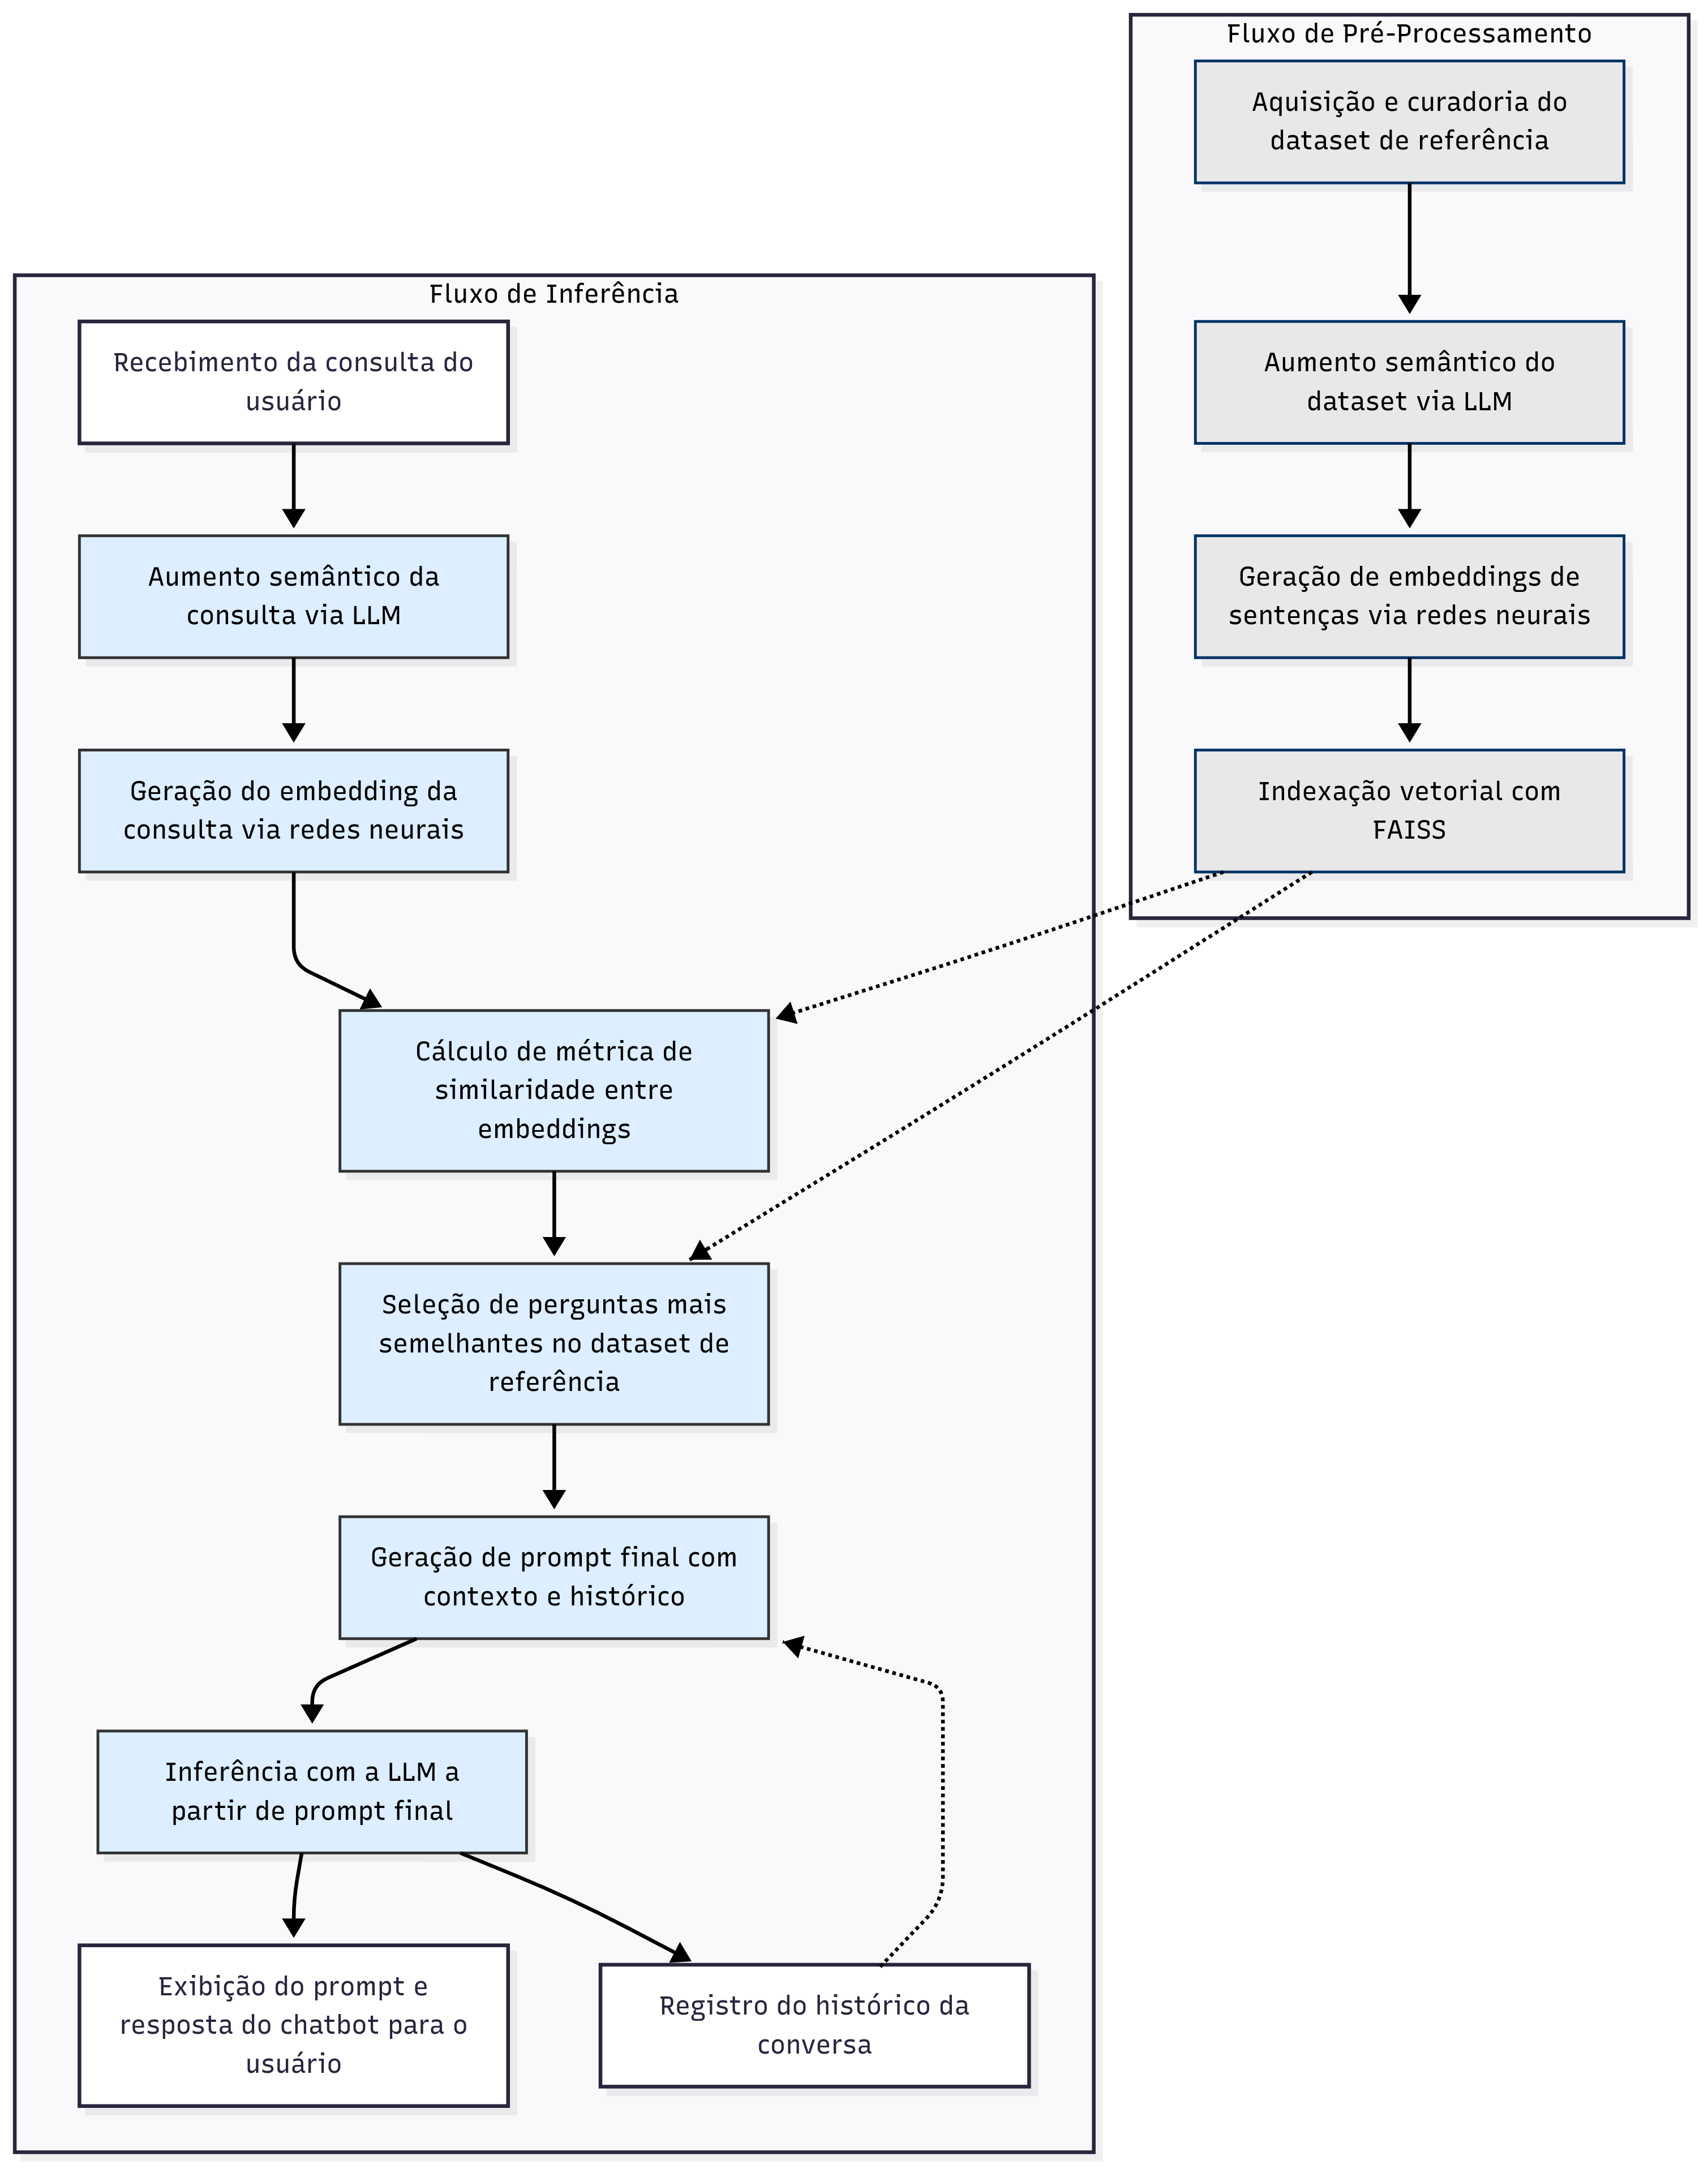 Fluxo de Pré-Processamento
Aquisição e curadoria do
dataset de referência
Aumento semântico do
dataset via LLM
Geração de embeddings de
sentenças via redes neurais
Indexação vetorial com
FAISS
Fluxo de Inferência
Recebimento da consulta do
usuário
Aumento semântico da
consulta via LLM
Geração do embedding da
consulta via redes neurais
Cálculo de métrica de
similaridade entre
embeddings
Seleção de perguntas mais
semelhantes no dataset de
referência
Geração de prompt final com
contexto e histórico
Inferência com a LLM a
partir de prompt final
Exibição do prompt e
resposta do chatbot para o
usuário
Registro do histórico da
conversa